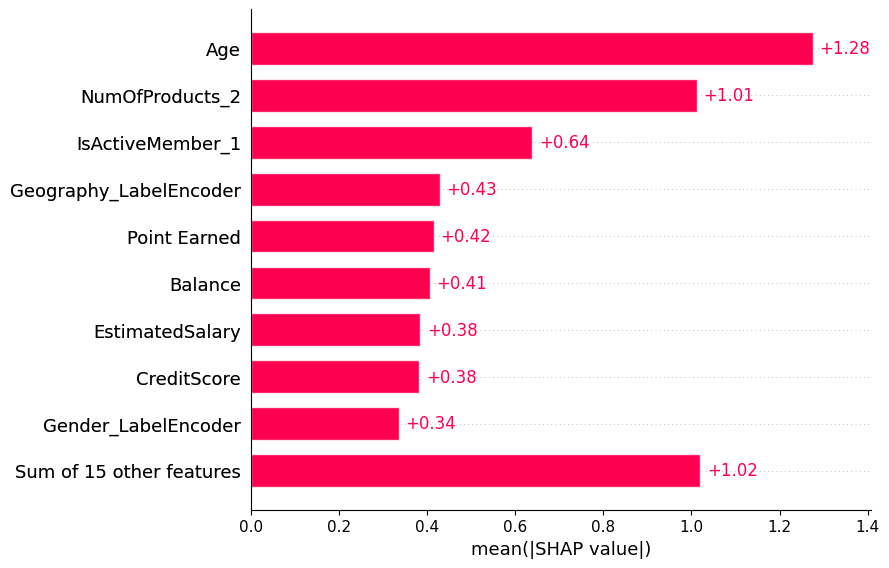 Age +1.28
NumOfProducts_2 +1.01
IsActiveMember_1 +0.64
Geography_LabelEncoder +0.43
Point Earned +0.42
Balance +0.41
EstimatedSalary +0.38
CreditScore +0.38
Gender_LabelEncoder +0.34
Sum of 15 other features +1.02
0.0 0.2 0.4 0.6 0.8 1.0 1.2 1.4
mean(|SHAP value|)